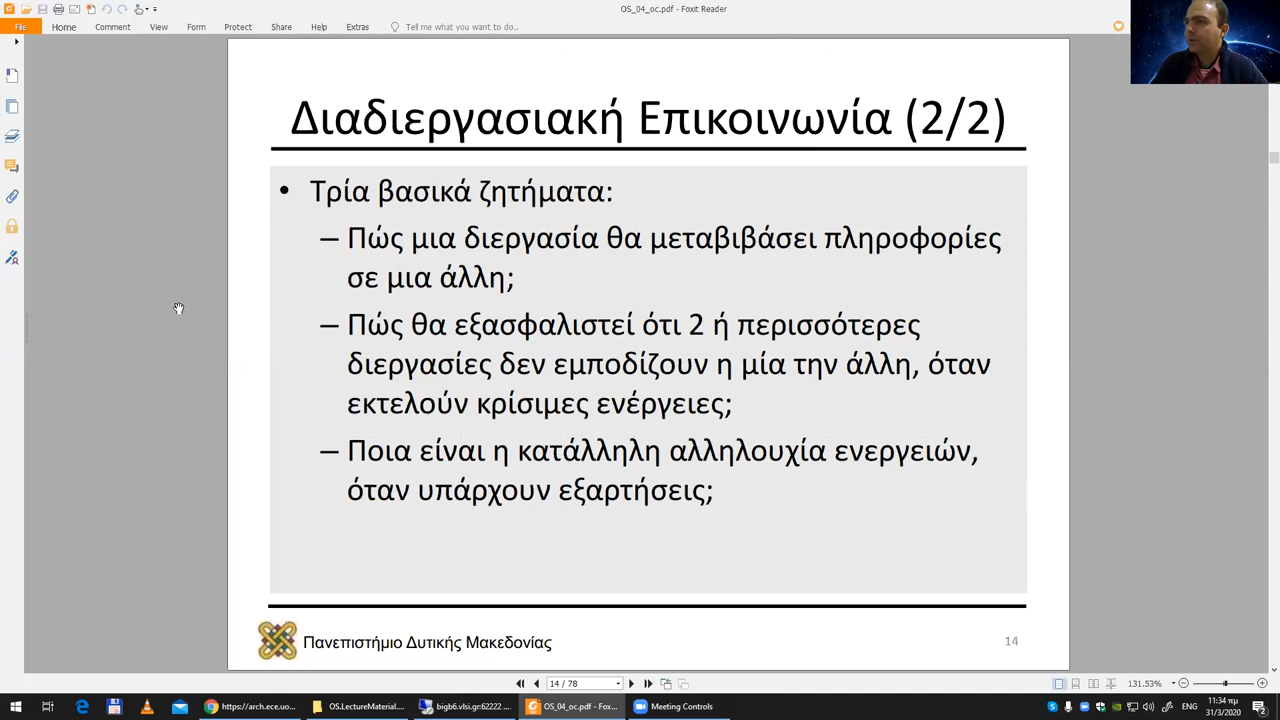 OS_04_oc.pdf - Foxit Reader
File Home Comment View Form Protect Share Help Extras Tell me what you want to do..
Διαδιεργασιακή Επικοινωνία (2/2)
• Τρία βασικά ζητήματα:
– Πώς μια διεργασία θα μεταβιβάσει πληροφορίες
σε μια άλλη;
– Πώς θα εξασφαλιστεί ότι 2 ή περισσότερες
διεργασίες δεν εμποδίζουν η μία την άλλη, όταν
εκτελούν κρίσιμες ενέργειες;
– Ποια είναι η κατάλληλη αλληλουχία ενεργειών,
όταν υπάρχουν εξαρτήσεις;
Πανεπιστήμιο Δυτικής Μακεδονίας
14
14 / 78
131.53%
https://arch.ece.uo... OS.LectureMaterial.... bigb6.vlsi.gr:62222 ... OS_04_oc.pdf - Fox... Meeting Controls
11:34 πμ
31/3/2020